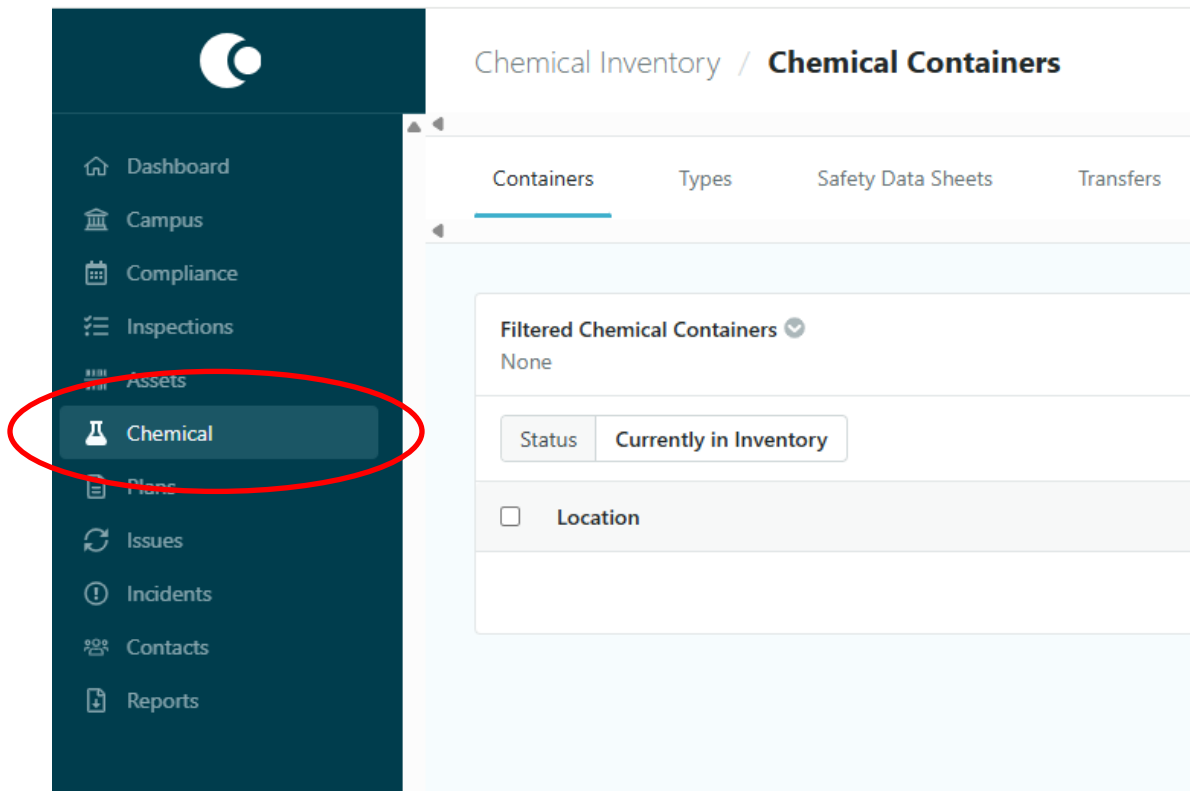 Chemical Inventory / Chemical Containers
Dashboard
Campus
Compliance
Inspections
Assets
Chemical
Plans
Issues
Incidents
Contacts
Reports
Containers Types Safety Data Sheets Transfers
Filtered Chemical Containers
None
Status Currently in Inventory
Location